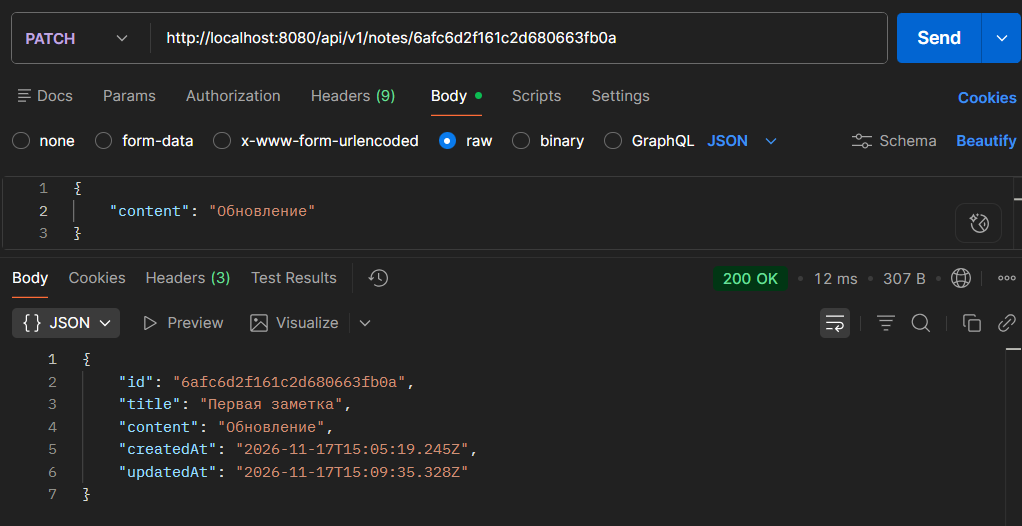 PATCH http://localhost:8080/api/v1/notes/6afc6d2f161c2d680663fb0a Send
Docs Params Authorization Headers (9) Body Scripts Settings Cookies
none form-data x-www-form-urlencoded raw binary GraphQL JSON Schema Beautify
1 {
2 "content": "Обновление"
3 }
Body Cookies Headers (3) Test Results 200 OK • 12 ms • 307 B •
{} JSON Preview Visualize
1 {
2 "id": "6afc6d2f161c2d680663fb0a",
3 "title": "Первая заметка",
4 "content": "Обновление",
5 "createdAt": "2026-11-17T15:05:19.245Z",
6 "updatedAt": "2026-11-17T15:09:35.328Z"
7 }